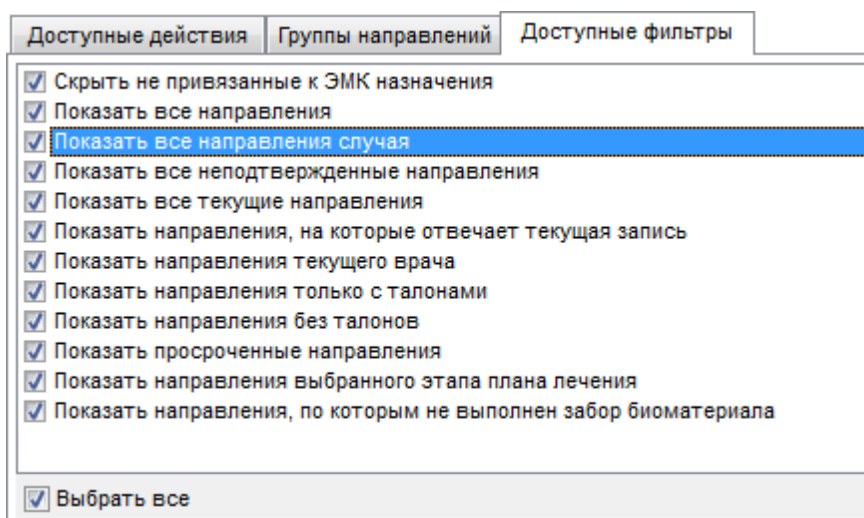 Доступные действия Группы направлений Доступные фильтры
Скрыть не привязанные к ЭМК назначения
Показать все направления
Показать все направления случая
Показать все неподтвержденные направления
Показать все текущие направления
Показать направления, на которые отвечает текущая запись
Показать направления текущего врача
Показать направления только с талонами
Показать направления без талонов
Показать просроченные направления
Показать направления выбранного этапа плана лечения
Показать направления, по которым не выполнен забор биоматериала
Выбрать все